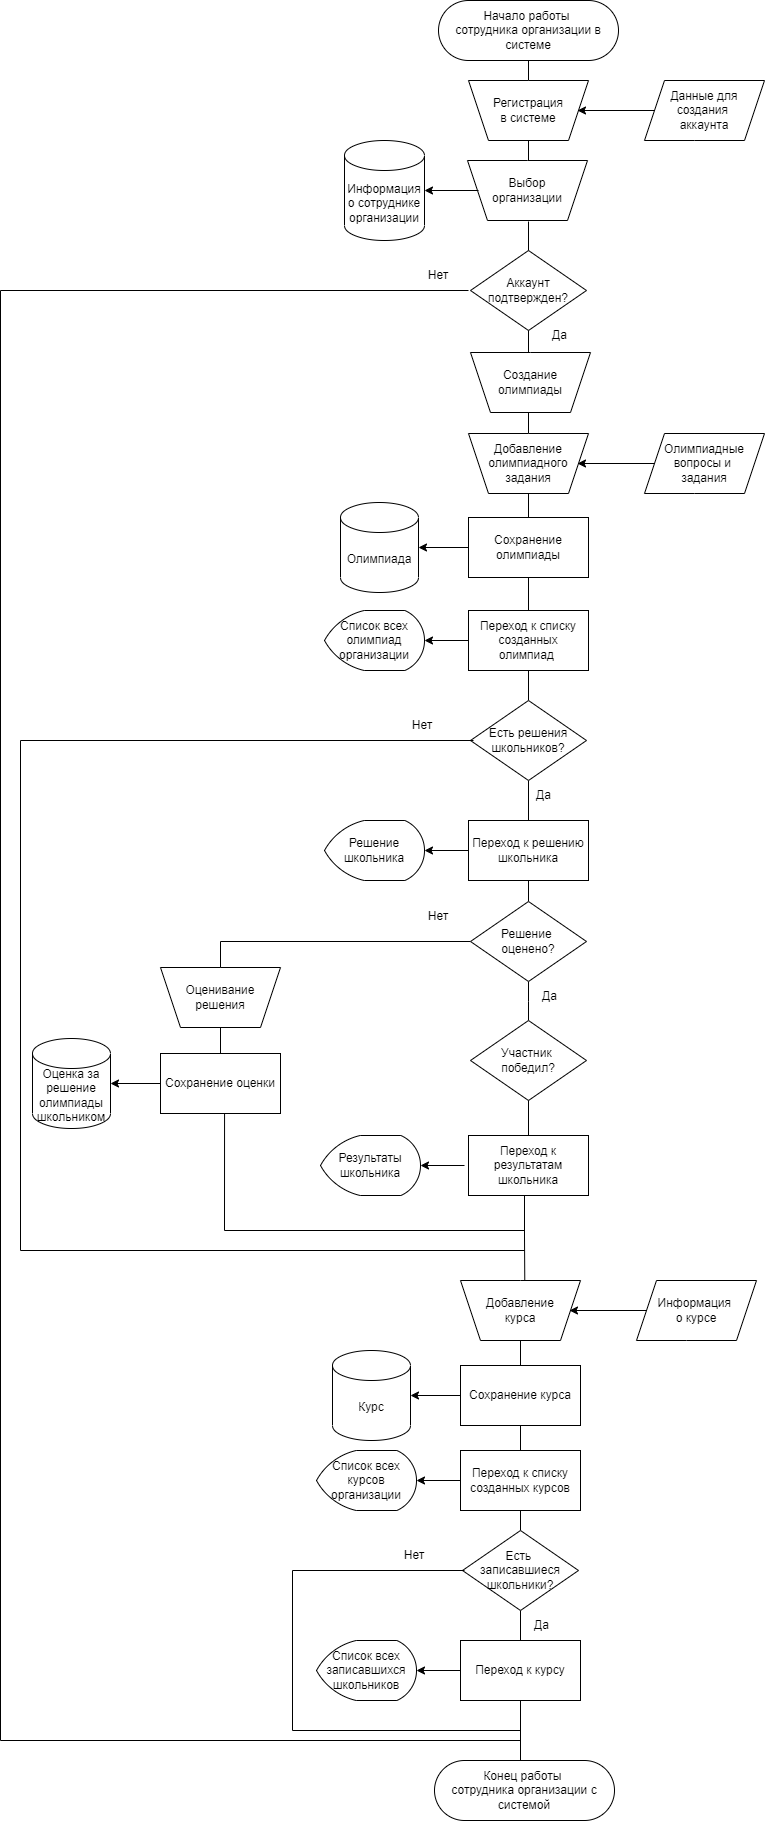 Начало работы
сотрудника организации в
системе
Регистрация
в системе
Данные для
создания
аккаунта
Информация
о сотруднике
организации
Выбор
организации
Нет
Аккаунт
подтвержден?
Да
Создание
олимпиады
Добавление
олимпиадного
задания
Олимпиадные
вопросы и
задания
Олимпиада
Сохранение
олимпиады
Список всех
олимпиад
организации
Переход к списку
созданных
олимпиад
Нет
Есть решения
школьников?
Да
Решение
школьника
Переход к решению
школьника
Нет
Решение
оценено?
Да
Оценивание
решения
Оценка за
решение
олимпиады
школьником
Сохранение оценки
Участник
победил?
Результаты
школьника
Переход к
результатам
школьника
Добавление
курса
Информация
о курсе
Курс
Сохранение курса
Список всех
курсов
организации
Переход к списку
созданных курсов
Нет
Есть
записавшиеся
школьники?
Да
Список всех
записавшихся
школьников
Переход к курсу
Конец работы
сотрудника организации с
системой